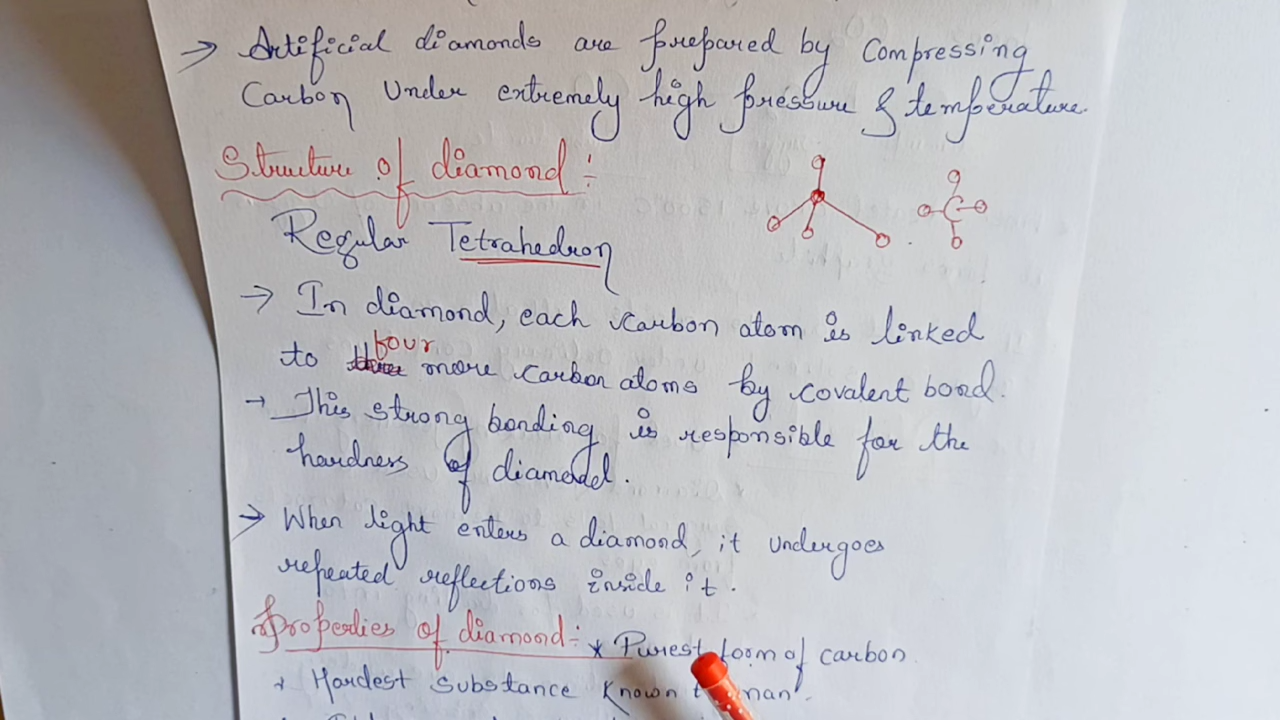 → Artificial diamonds are prepared by compressing
Carbon under extremely high pressure & temperature.
Structure of diamond :-
Regular Tetrahedron
C
→ In diamond, each carbon atom is linked
four
to three more carbon atoms by covalent bond.
→ This strong bonding is responsible for the
hardness of diamond.
→ When light enters a diamond, it undergoes
repeated reflections inside it.
Properties of diamond :- * Purest form of carbon.
* Hardest substance known man.